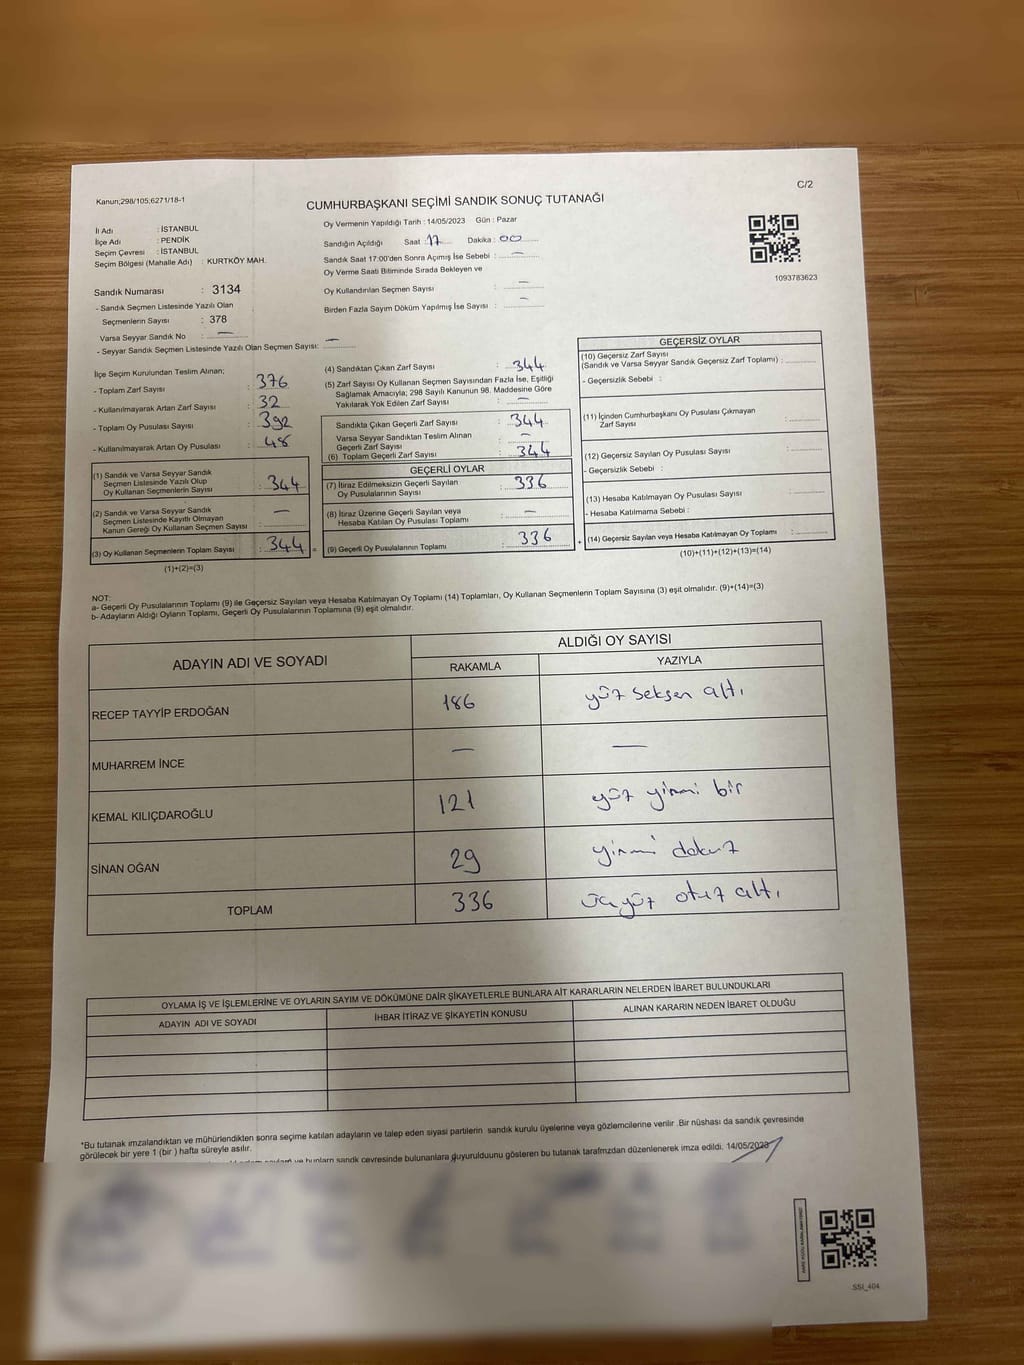 C/2
Kanun;298/105;6271/18-1
CUMHURBAŞKANI SEÇİMİ SANDIK SONUÇ TUTANAĞI
İl Adı : İSTANBUL
İlçe Adı : PENDİK
Seçim Çevresi : İSTANBUL
Seçim Bölgesi (Mahalle Adı) : KURTKÖY MAH.
Sandık Numarası : 3134
- Sandık Seçmen Listesinde Yazılı Olan
Seçmenlerin Sayısı : 378
Varsa Seyyar Sandık No : —
- Seyyar Sandık Seçmen Listesinde Yazılı Olan Seçmen Sayısı: —
Oy Vermenin Yapıldığı Tarih : 14/05/2023 Gün : Pazar
Sandığın Açıldığı Saat : 17 Dakika : 00
Sandık Saat 17:00'den Sonra Açımış İse Sebebi : —
Oy Verme Saati Bitiminde Sırada Bekleyen ve
Oy Kullandırılan Seçmen Sayısı : —
Birden Fazla Sayım Döküm Yapılmış İse Sayısı : —
1093783623
İlçe Seçim Kurulundan Teslim Alınan;
- Toplam Zarf Sayısı : 376
- Kullanılmayarak Artan Zarf Sayısı : 32
- Toplam Oy Pusulası Sayısı : 392
- Kullanılmayarak Artan Oy Pusulası : 48
(1) Sandık ve Varsa Seyyar Sandık
Seçmen Listesinde Yazılı Olup
Oy Kullanan Seçmenlerin Sayısı : 344
(2) Sandık ve Varsa Seyyar Sandık
Seçmen Listesinde Kayıtlı Olmayan
Kanun Gereği Oy Kullanan Seçmen Sayısı : —
(3) Oy Kullanan Seçmenlerin Toplam Sayısı : 344 =
(1)+(2)=(3)
(4) Sandıktan Çıkan Zarf Sayısı : 344
(5) Zarf Sayısı Oy Kullanan Seçmen Sayısından Fazla İse, Eşitliği
Sağlamak Amacıyla; 298 Sayılı Kanunun 98. Maddesine Göre
Yakılarak Yok Edilen Zarf Sayısı : —
Sandıkta Çıkan Geçerli Zarf Sayısı : 344
Varsa Seyyar Sandıktan Teslim Alınan
Geçerli Zarf Sayısı : —
(6) Toplam Geçerli Zarf Sayısı : 344
GEÇERLİ OYLAR
(7) İtiraz Edilmeksizin Geçerli Sayılan
Oy Pusulalarının Sayısı : 336
(8) İtiraz Üzerine Geçerli Sayılan veya
Hesaba Katılan Oy Pusulası Toplamı : —
(9) Geçerli Oy Pusulalarının Toplamı : 336 +
GEÇERSİZ OYLAR
(10) Geçersiz Zarf Sayısı
(Sandık ve Varsa Seyyar Sandık Geçersiz Zarf Toplamı) :
- Geçersizlik Sebebi :
(11) İçinden Cumhurbaşkanı Oy Pusulası Çıkmayan
Zarf Sayısı :
(12) Geçersiz Sayılan Oy Pusulası Sayısı :
- Geçersizlik Sebebi :
(13) Hesaba Katılmayan Oy Pusulası Sayısı :
- Hesaba Katılmama Sebebi :
(14) Geçersiz Sayılan veya Hesaba Katılmayan Oy Toplamı :
(10)+(11)+(12)+(13)=(14)
NOT:
a- Geçerli Oy Pusulalarının Toplamı (9) ile Geçersiz Sayılan veya Hesaba Katılmayan Oy Toplamı (14) Toplamları, Oy Kullanan Seçmenlerin Toplam Sayısına (3) eşit olmalıdır. (9)+(14)=(3)
b- Adayların Aldığı Oyların Toplamı, Geçerli Oy Pusulalarının Toplamına (9) eşit olmalıdır.
ADAYIN ADI VE SOYADI ALDIĞI OY SAYISI
RAKAMLA YAZIYLA
RECEP TAYYİP ERDOĞAN 186 yüz seksen altı
MUHARREM İNCE — —
KEMAL KILIÇDAROĞLU 121 yüz yirmi bir
SİNAN OĞAN 29 yirmi dokuz
TOPLAM 336 üçyüz otuz altı
OYLAMA İŞ VE İŞLEMLERİNE VE OYLARIN SAYIM VE DÖKÜMÜNE DAİR ŞİKAYETLERLE BUNLARA AİT KARARLARIN NELERDEN İBARET BULUNDUKLARI
ADAYIN ADI VE SOYADI İHBAR İTİRAZ VE ŞİKAYETİN KONUSU ALINAN KARARIN NEDEN İBARET OLDUĞU
*Bu tutanak imzalandıktan ve mühürlendikten sonra seçime katılan adayların ve talep eden siyasi partilerin sandık kurulu üyelerine veya gözlemcilerine verilir .Bir nüshası da sandık çevresinde
görülecek bir yere 1 (bir ) hafta süreyle asılır.
ve bunların sandık çevresinde bulunanlara duyurulduunu gösteren bu tutanak tarafımzdan düzenlenerek imza edildi. 14/05/2023
SSI_404